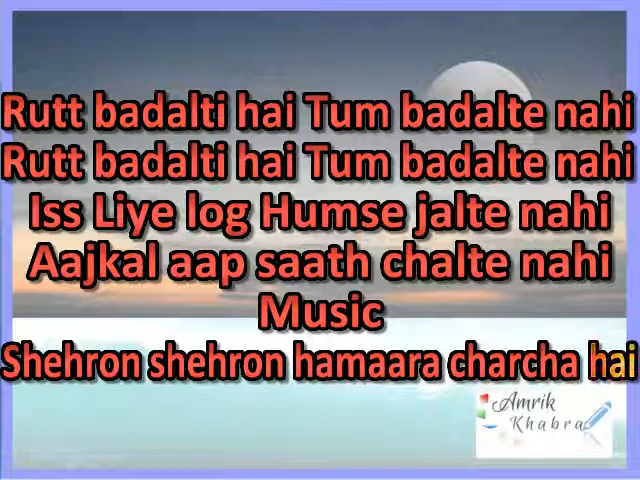 Rutt badalti hai Tum badalte nahi
Rutt badalti hai Tum badalte nahi
Iss Liye log Humse jalte nahi
Aajkal aap saath chalte nahi
Music
Shehron shehron hamaara charcha hai
Amrik
Khabra